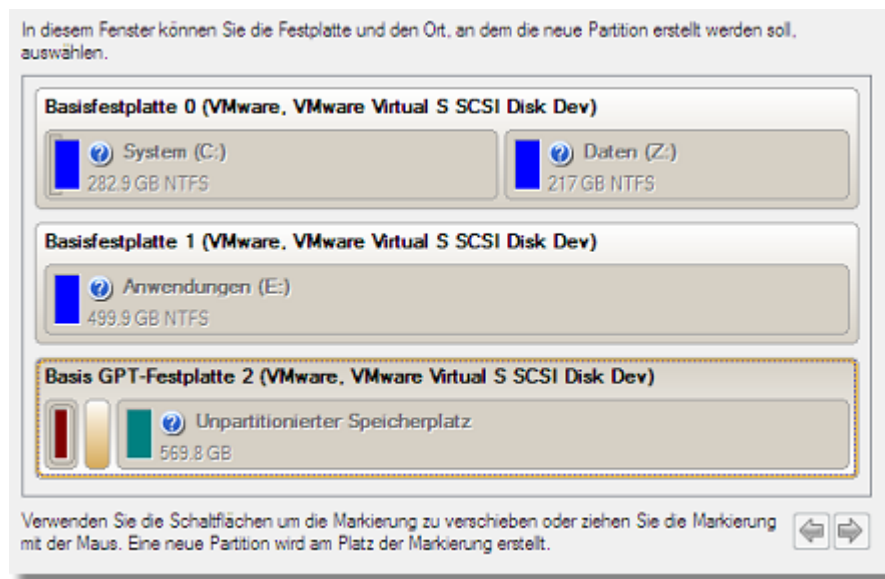 In diesem Fenster können Sie die Festplatte und den Ort, an dem die neue Partition erstellt werden soll,
auswählen.
Basisfestplatte 0 (VMware, VMware Virtual S SCSI Disk Dev)
System (C:)
282.9 GB NTFS
Daten (Z:)
217 GB NTFS
Basisfestplatte 1 (VMware, VMware Virtual S SCSI Disk Dev)
Anwendungen (E:)
499.9 GB NTFS
Basis GPT-Festplatte 2 (VMware, VMware Virtual S SCSI Disk Dev)
Unpartitionierter Speicherplatz
569.8 GB
Verwenden Sie die Schaltflächen um die Markierung zu verschieben oder ziehen Sie die Markierung
mit der Maus. Eine neue Partition wird am Platz der Markierung erstellt.